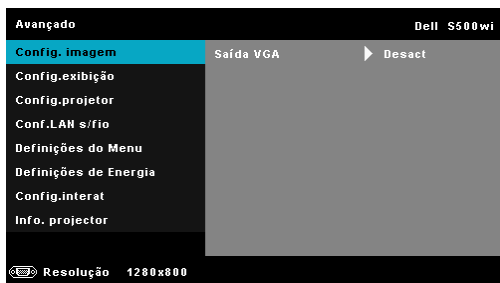 Avançado Dell S500wi
Config. imagem Saída VGA Desact
Config.exibição
Config.projetor
Conf.LAN s/fio
Definições do Menu
Definições de Energia
Config.interat
Info. projector
Resolução 1280x800